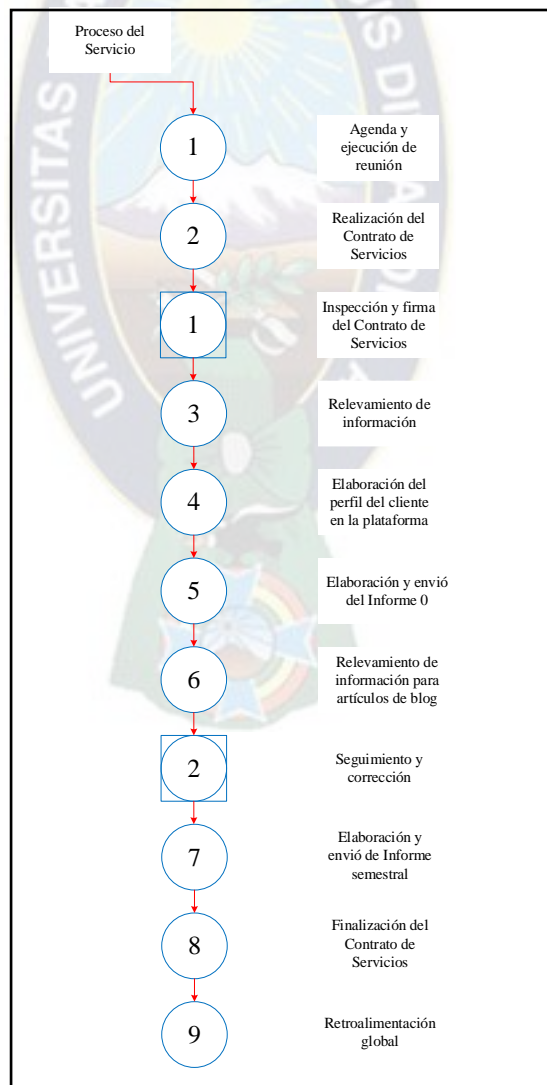 Proceso del
Servicio
1
Agenda y
ejecución de
reunión
2
Realización del
Contrato de
Servicios
1
Inspección y firma
del Contrato de
Servicios
3
Relevamiento de
información
4
Elaboración del
perfil del cliente
en la plataforma
5
Elaboración y envió
del Informe 0
6
Relevamiento de
información para
artículos de blog
2
Seguimiento y
corrección
7
Elaboración y
envió de Informe
semestral
8
Finalización del
Contrato de
Servicios
9
Retroalimentación
global
UNIVERSITAS